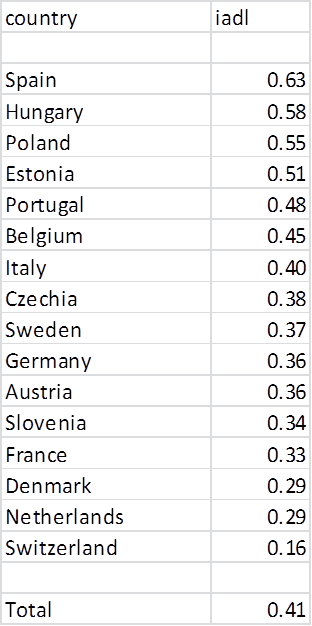 country iadl
Spain 0.63
Hungary 0.58
Poland 0.55
Estonia 0.51
Portugal 0.48
Belgium 0.45
Italy 0.40
Czechia 0.38
Sweden 0.37
Germany 0.36
Austria 0.36
Slovenia 0.34
France 0.33
Denmark 0.29
Netherlands 0.29
Switzerland 0.16
Total 0.41